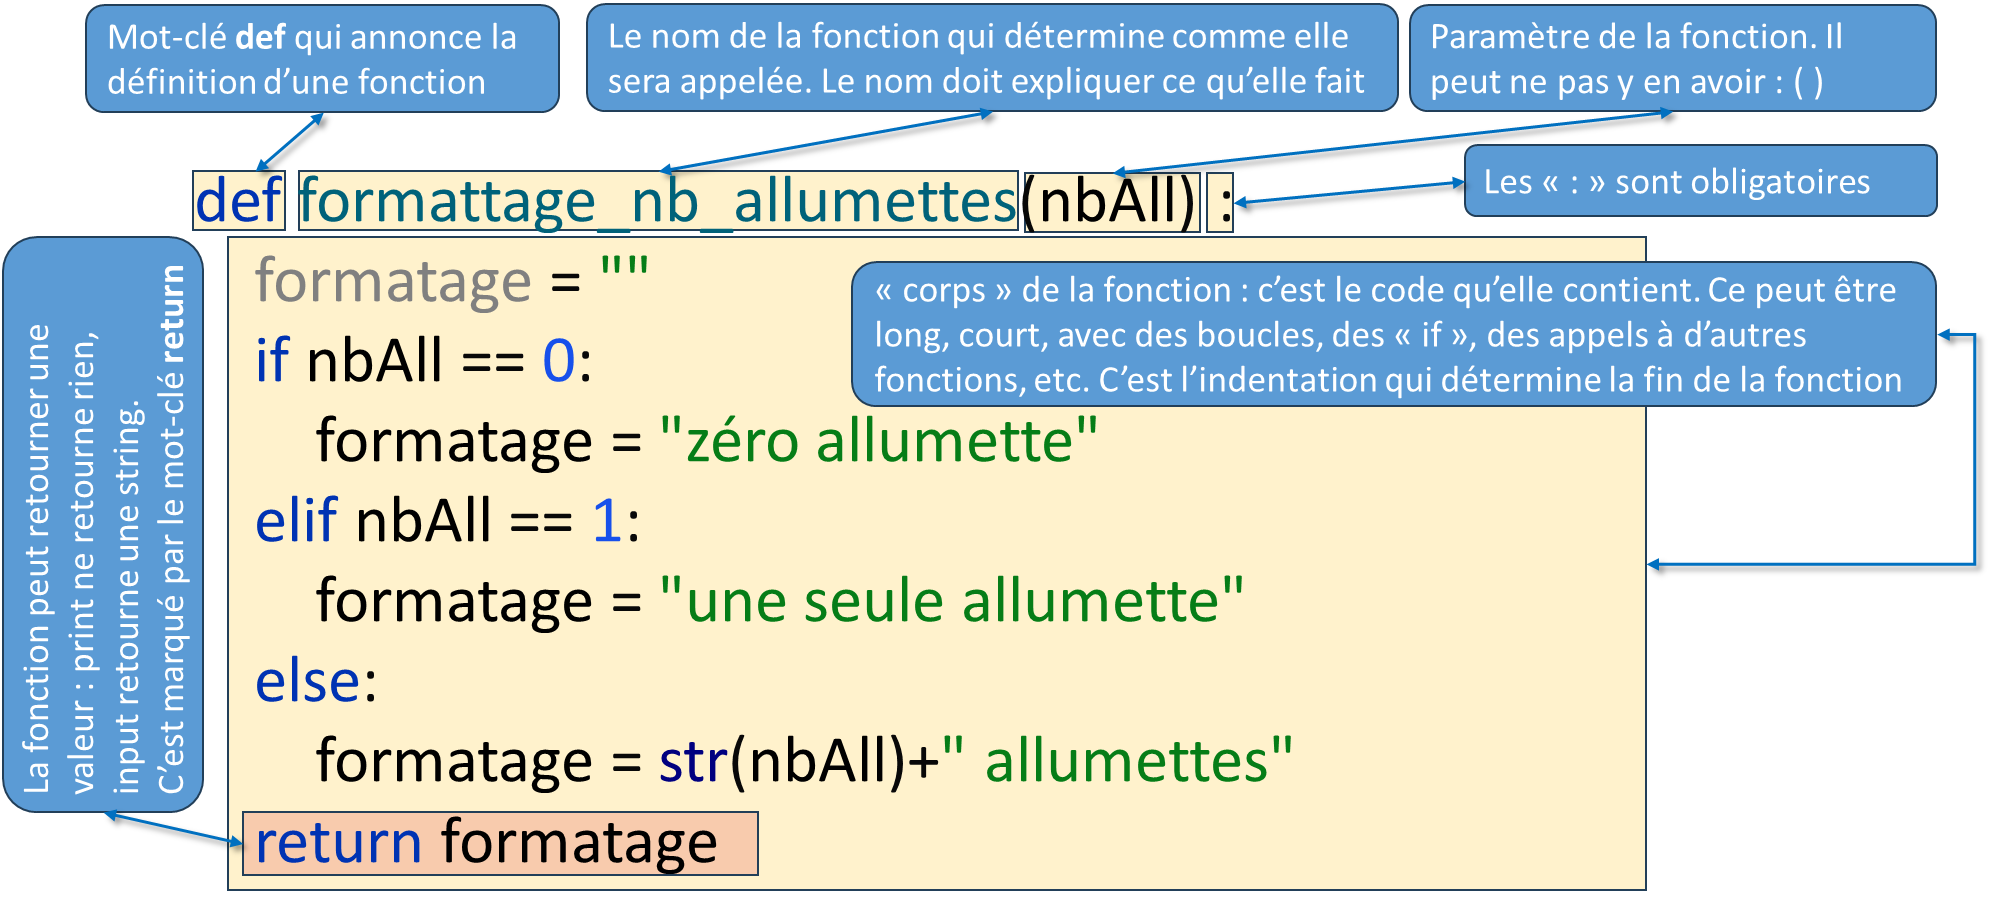 Mot-clé def qui annonce la
définition d’une fonction
Le nom de la fonction qui détermine comme elle
sera appelée. Le nom doit expliquer ce qu’elle fait
Paramètre de la fonction. Il
peut ne pas y en avoir : ( )
def formattage_nb_allumettes(nbAll) :
Les « : » sont obligatoires
La fonction peut retourner une
valeur : print ne retourne rien,
input retourne une string.
C’est marqué par le mot-clé return
formatage = ""
if nbAll == 0:
formatage = "zéro allumette"
elif nbAll == 1:
formatage = "une seule allumette"
else:
formatage = str(nbAll)+" allumettes"
return formatage
« corps » de la fonction : c’est le code qu’elle contient. Ce peut être
long, court, avec des boucles, des « if », des appels à d’autres
fonctions, etc. C’est l’indentation qui détermine la fin de la fonction